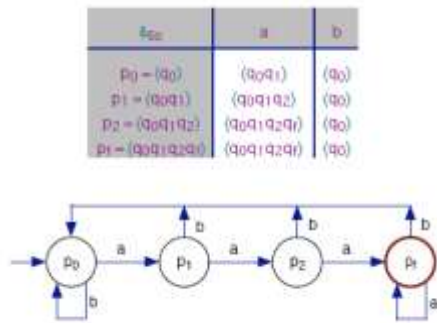 a b
p0 = (q0) (q0q1) (q0)
p1 = (q0q1) (q0q1q2) (q0)
p2 = (q0q1q2) (q0q1q2qf) (q0)
pf = (q0q1q2qf) (q0q1q2qf) (q0)
b b b
p0 a p1 a p2 a pf
b a